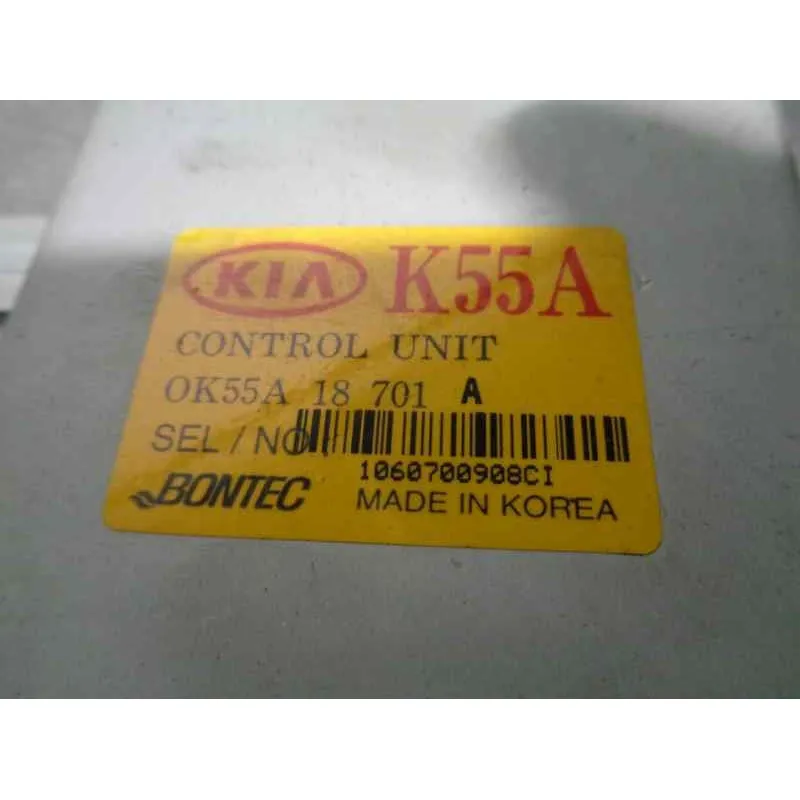 KIA K55A
CONTROL UNIT
OK55A 18 701 A
SEL / NO
1060700908CI
BONTEC MADE IN KOREA